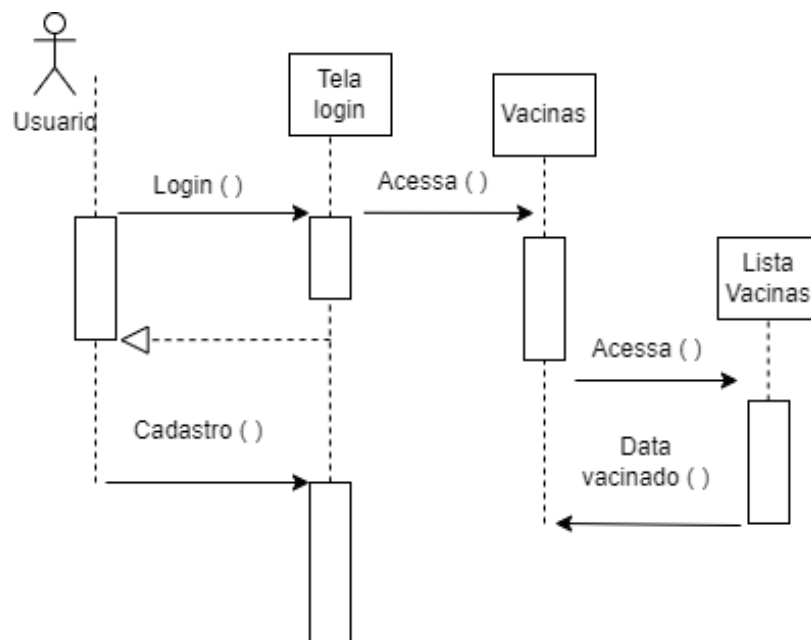 Usuario
Tela
login
Vacinas
Login ( )
Acessa ( )
Lista
Vacinas
Acessa ( )
Cadastro ( )
Data
vacinado ( )